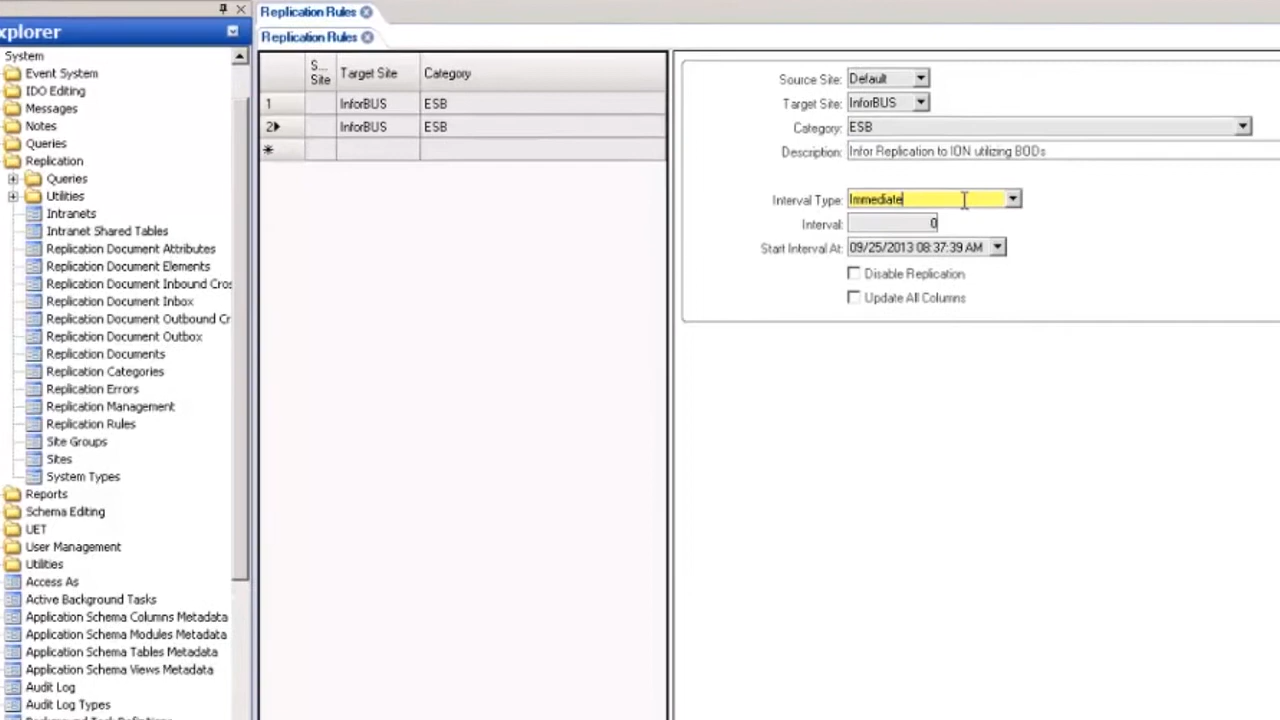 Replication Rules
xplorer
Replication Rules
System
Event System
IDO Editing
Messages
Notes
Queries
Replication
Queries
Utilities
Intranets
Intranet Shared Tables
Replication Document Attributes
Replication Document Elements
Replication Document Inbound Cros
Replication Document Inbox
Replication Document Outbound Cr
Replication Document Outbox
Replication Documents
Replication Categories
Replication Errors
Replication Management
Replication Rules
Site Groups
Sites
System Types
Reports
Schema Editing
UET
User Management
Utilities
Access As
Active Background Tasks
Application Schema Columns Metadata
Application Schema Modules Metadata
Application Schema Tables Metadata
Application Schema Views Metadata
Audit Log
Audit Log Types
Background Task Definitions
S... Site Target Site Category
1 InforBUS ESB
2 InforBUS ESB
Source Site: Default
Target Site: InforBUS
Category: ESB
Description: Infor Replication to ION utilizing BODs
Interval Type: Immediate
Interval: 0
Start Interval At: 09/25/2013 08:37:39 AM
Disable Replication
Update All Columns